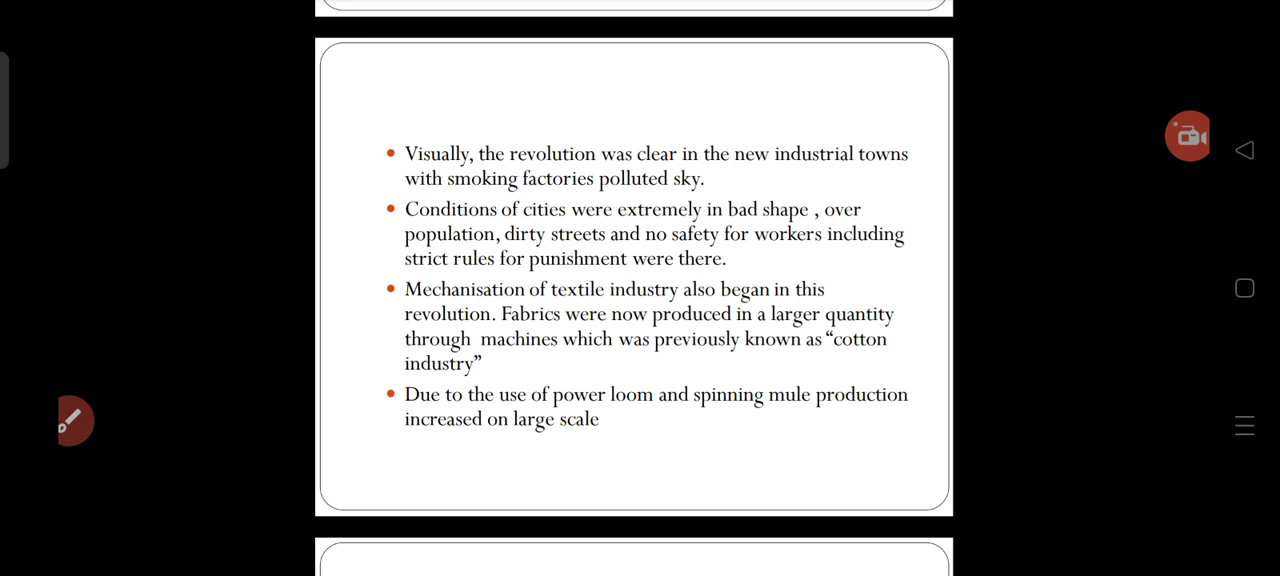 • Visually, the revolution was clear in the new industrial towns
with smoking factories polluted sky.
• Conditions of cities were extremely in bad shape , over
population, dirty streets and no safety for workers including
strict rules for punishment were there.
• Mechanisation of textile industry also began in this
revolution. Fabrics were now produced in a larger quantity
through  machines which was previously known as “cotton
industry”
• Due to the use of power loom and spinning mule production
increased on large scale